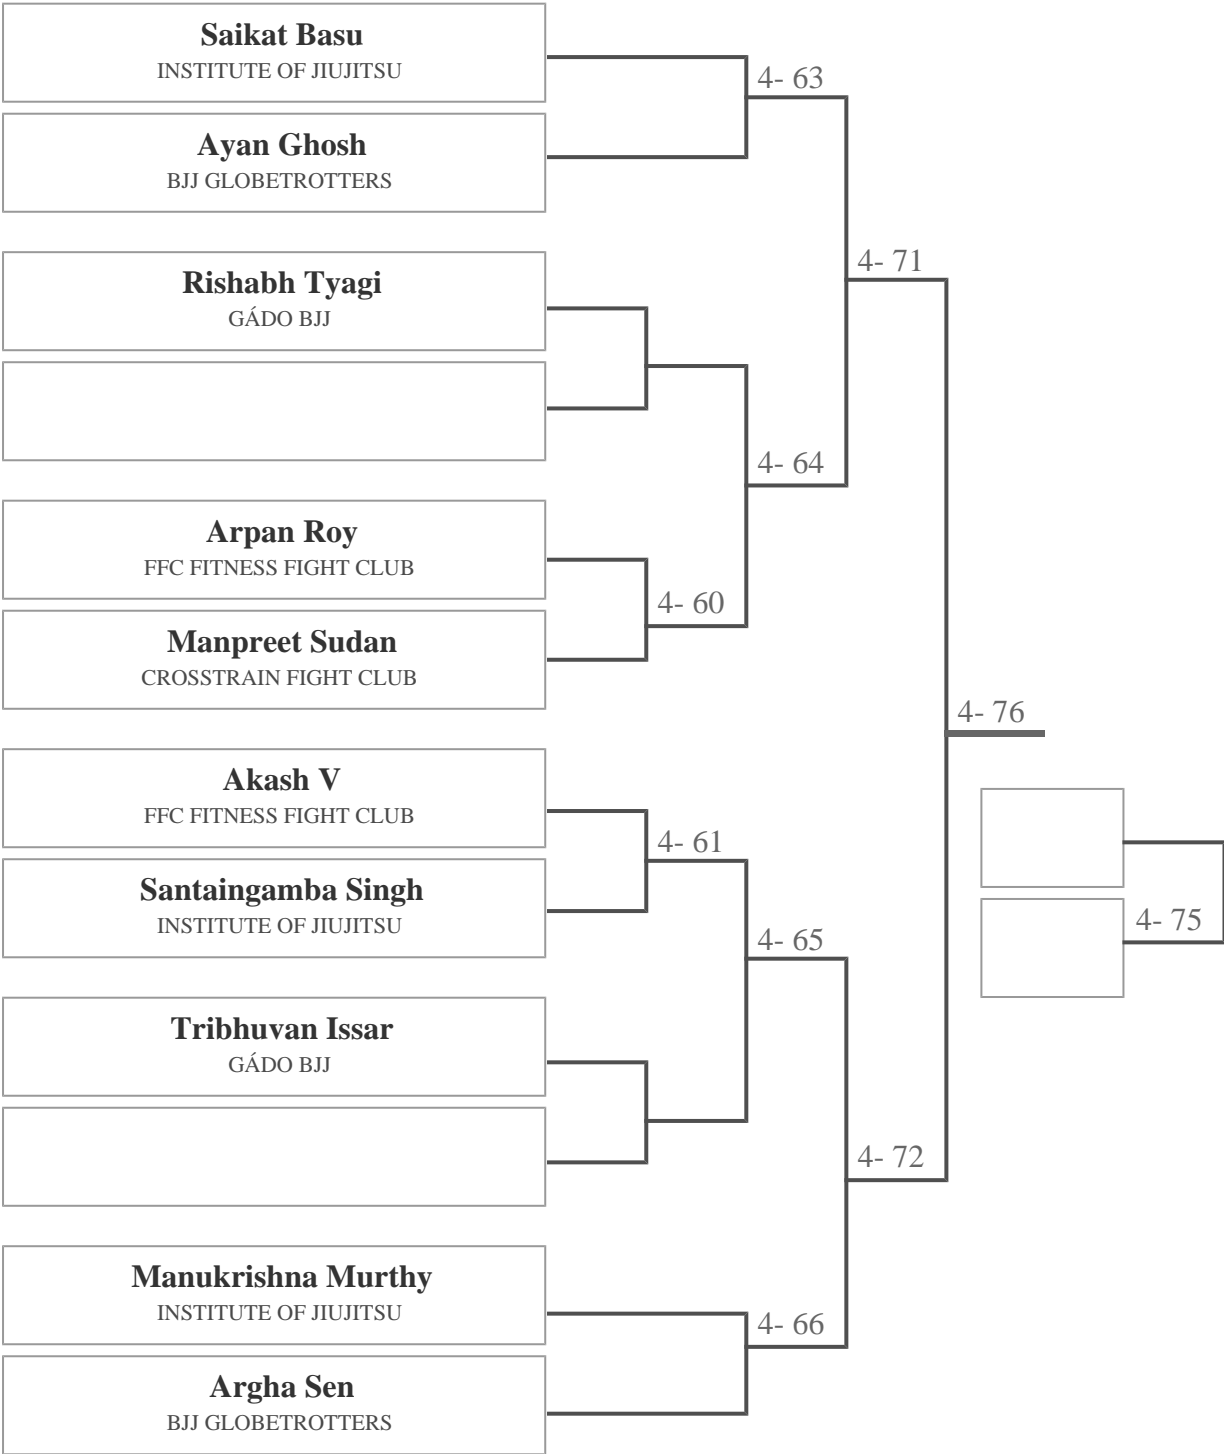 Saikat Basu
INSTITUTE OF JIUJITSU
4- 63
Ayan Ghosh
BJJ GLOBETROTTERS
4- 71
Rishabh Tyagi
GÁDO BJJ
4- 64
Arpan Roy
FFC FITNESS FIGHT CLUB
4- 60
Manpreet Sudan
CROSSTRAIN FIGHT CLUB
4- 76
Akash V
FFC FITNESS FIGHT CLUB
4- 61
Santaingamba Singh
INSTITUTE OF JIUJITSU
4- 75
4- 65
Tribhuvan Issar
GÁDO BJJ
4- 72
Manukrishna Murthy
INSTITUTE OF JIUJITSU
4- 66
Argha Sen
BJJ GLOBETROTTERS